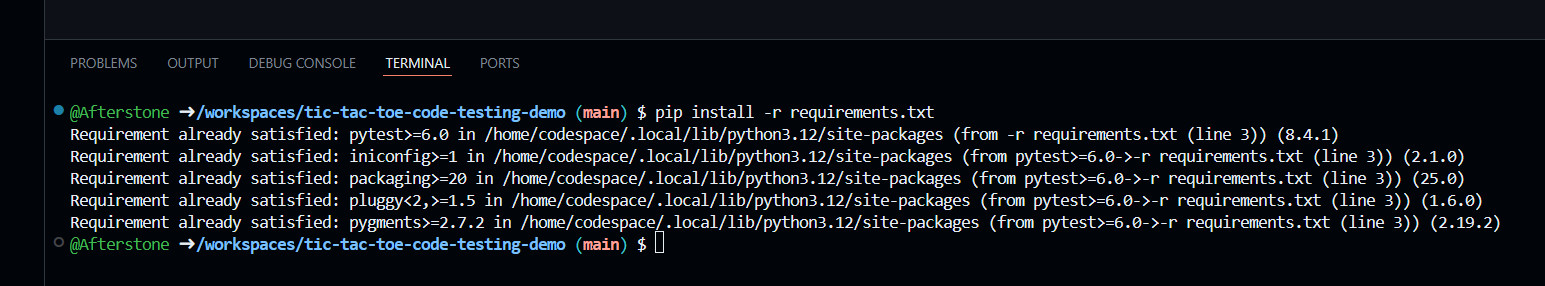 PROBLEMS OUTPUT DEBUG CONSOLE TERMINAL PORTS
@Afterstone ➜/workspaces/tic-tac-toe-code-testing-demo (main) $ pip install -r requirements.txt
Requirement already satisfied: pytest>=6.0 in /home/codespace/.local/lib/python3.12/site-packages (from -r requirements.txt (line 3)) (8.4.1)
Requirement already satisfied: iniconfig>=1 in /home/codespace/.local/lib/python3.12/site-packages (from pytest>=6.0->-r requirements.txt (line 3)) (2.1.0)
Requirement already satisfied: packaging>=20 in /home/codespace/.local/lib/python3.12/site-packages (from pytest>=6.0->-r requirements.txt (line 3)) (25.0)
Requirement already satisfied: pluggy<2,>=1.5 in /home/codespace/.local/lib/python3.12/site-packages (from pytest>=6.0->-r requirements.txt (line 3)) (1.6.0)
Requirement already satisfied: pygments>=2.7.2 in /home/codespace/.local/lib/python3.12/site-packages (from pytest>=6.0->-r requirements.txt (line 3)) (2.19.2)
@Afterstone ➜/workspaces/tic-tac-toe-code-testing-demo (main) $